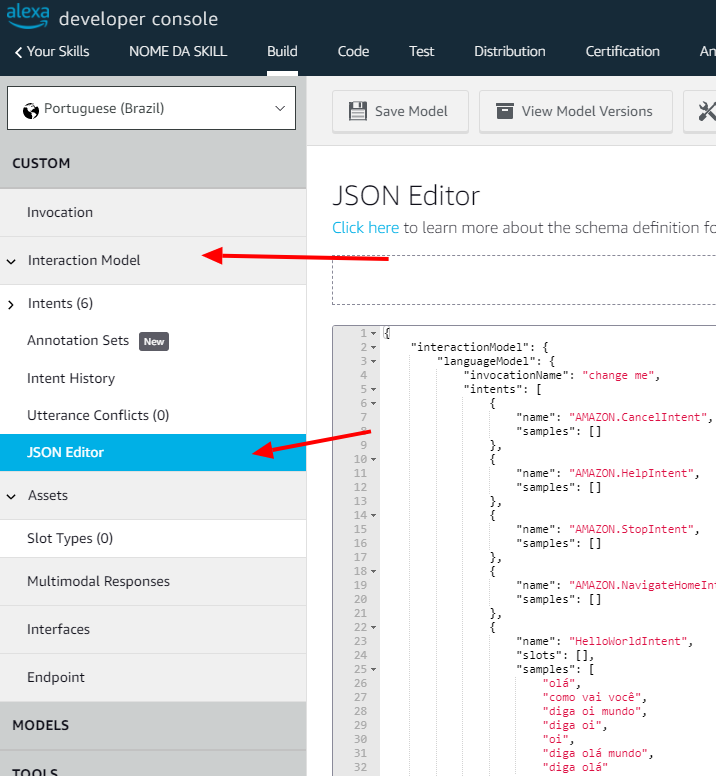 alexa developer console
Your Skills NOME DA SKILL Build Code Test Distribution Certification An
Portuguese (Brazil)
CUSTOM
Invocation
Interaction Model
Intents (6)
Annotation Sets New
Intent History
Utterance Conflicts (0)
JSON Editor
Assets
Slot Types (0)
Multimodal Responses
Interfaces
Endpoint
MODELS
TOOLS
Save Model View Model Versions
JSON Editor
Click here to learn more about the schema definition fo
1 {
2 "interactionModel": {
3 "languageModel": {
4 "invocationName": "change me",
5 "intents": [
6 {
7 "name": "AMAZON.CancelIntent",
8 "samples": []
9 },
10 {
11 "name": "AMAZON.HelpIntent",
12 "samples": []
13 },
14 {
15 "name": "AMAZON.StopIntent",
16 "samples": []
17 },
18 {
19 "name": "AMAZON.NavigateHomeInt
20 "samples": []
21 },
22 {
23 "name": "HelloWorldIntent",
24 "slots": [],
25 "samples": [
26 "olá",
27 "como vai você",
28 "diga oi mundo",
29 "diga oi",
30 "oi",
31 "diga olá mundo",
32 "diga olá"